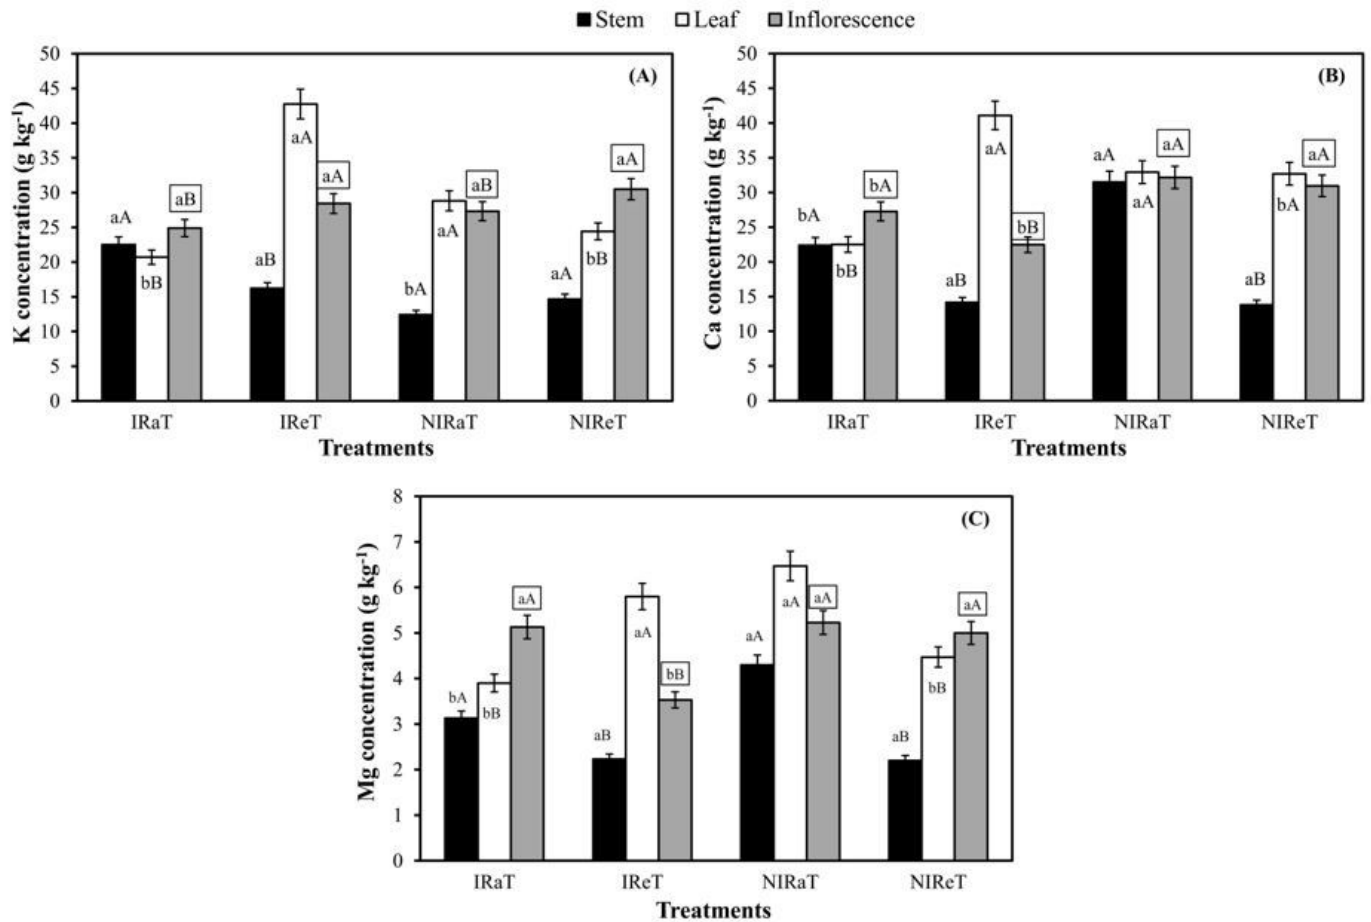 Stem Leaf Inflorescence
(A)
K concentration (g kg⁻¹)
50
45
40
35
30
25
20
15
10
5
0
aA
bB
aB
aB
aA
aA
bA
aA
aB
aA
bB
aA
IRaT IReT NIRaT NIReT
Treatments
(B)
Ca concentration (g kg⁻¹)
50
45
40
35
30
25
20
15
10
5
0
bA
bB
bA
aB
aA
bB
aA
aA
aA
aB
bA
aA
IRaT IReT NIRaT NIReT
Treatments
(C)
Mg concentration (g kg⁻¹)
8
7
6
5
4
3
2
1
0
bA
bB
aA
aB
aA
bB
aA
aA
aA
aB
bB
aA
IRaT IReT NIRaT NIReT
Treatments